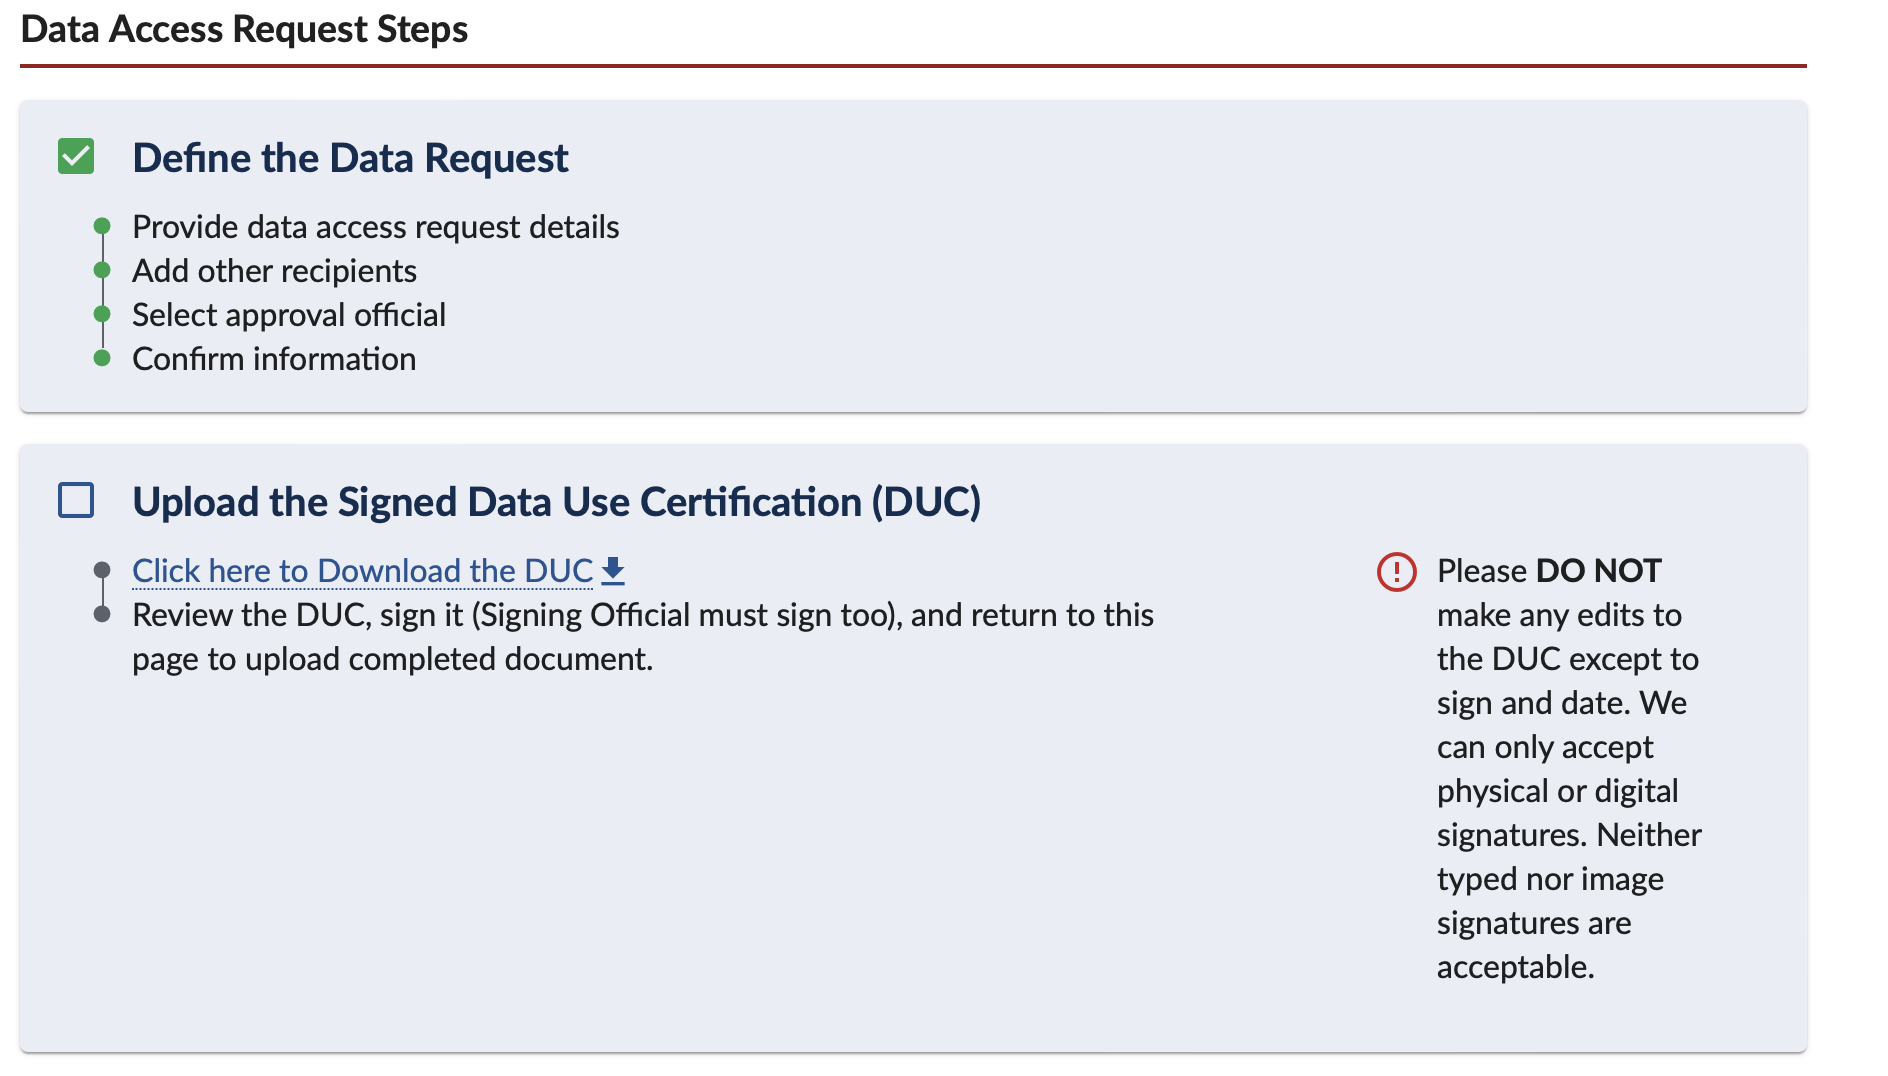 Data Access Request Steps
Define the Data Request
Provide data access request details
Add other recipients
Select approval official
Confirm information
Upload the Signed Data Use Certification (DUC)
Click here to Download the DUC
Review the DUC, sign it (Signing Official must sign too), and return to this
page to upload completed document.
Please DO NOT
make any edits to
the DUC except to
sign and date. We
can only accept
physical or digital
signatures. Neither
typed nor image
signatures are
acceptable.